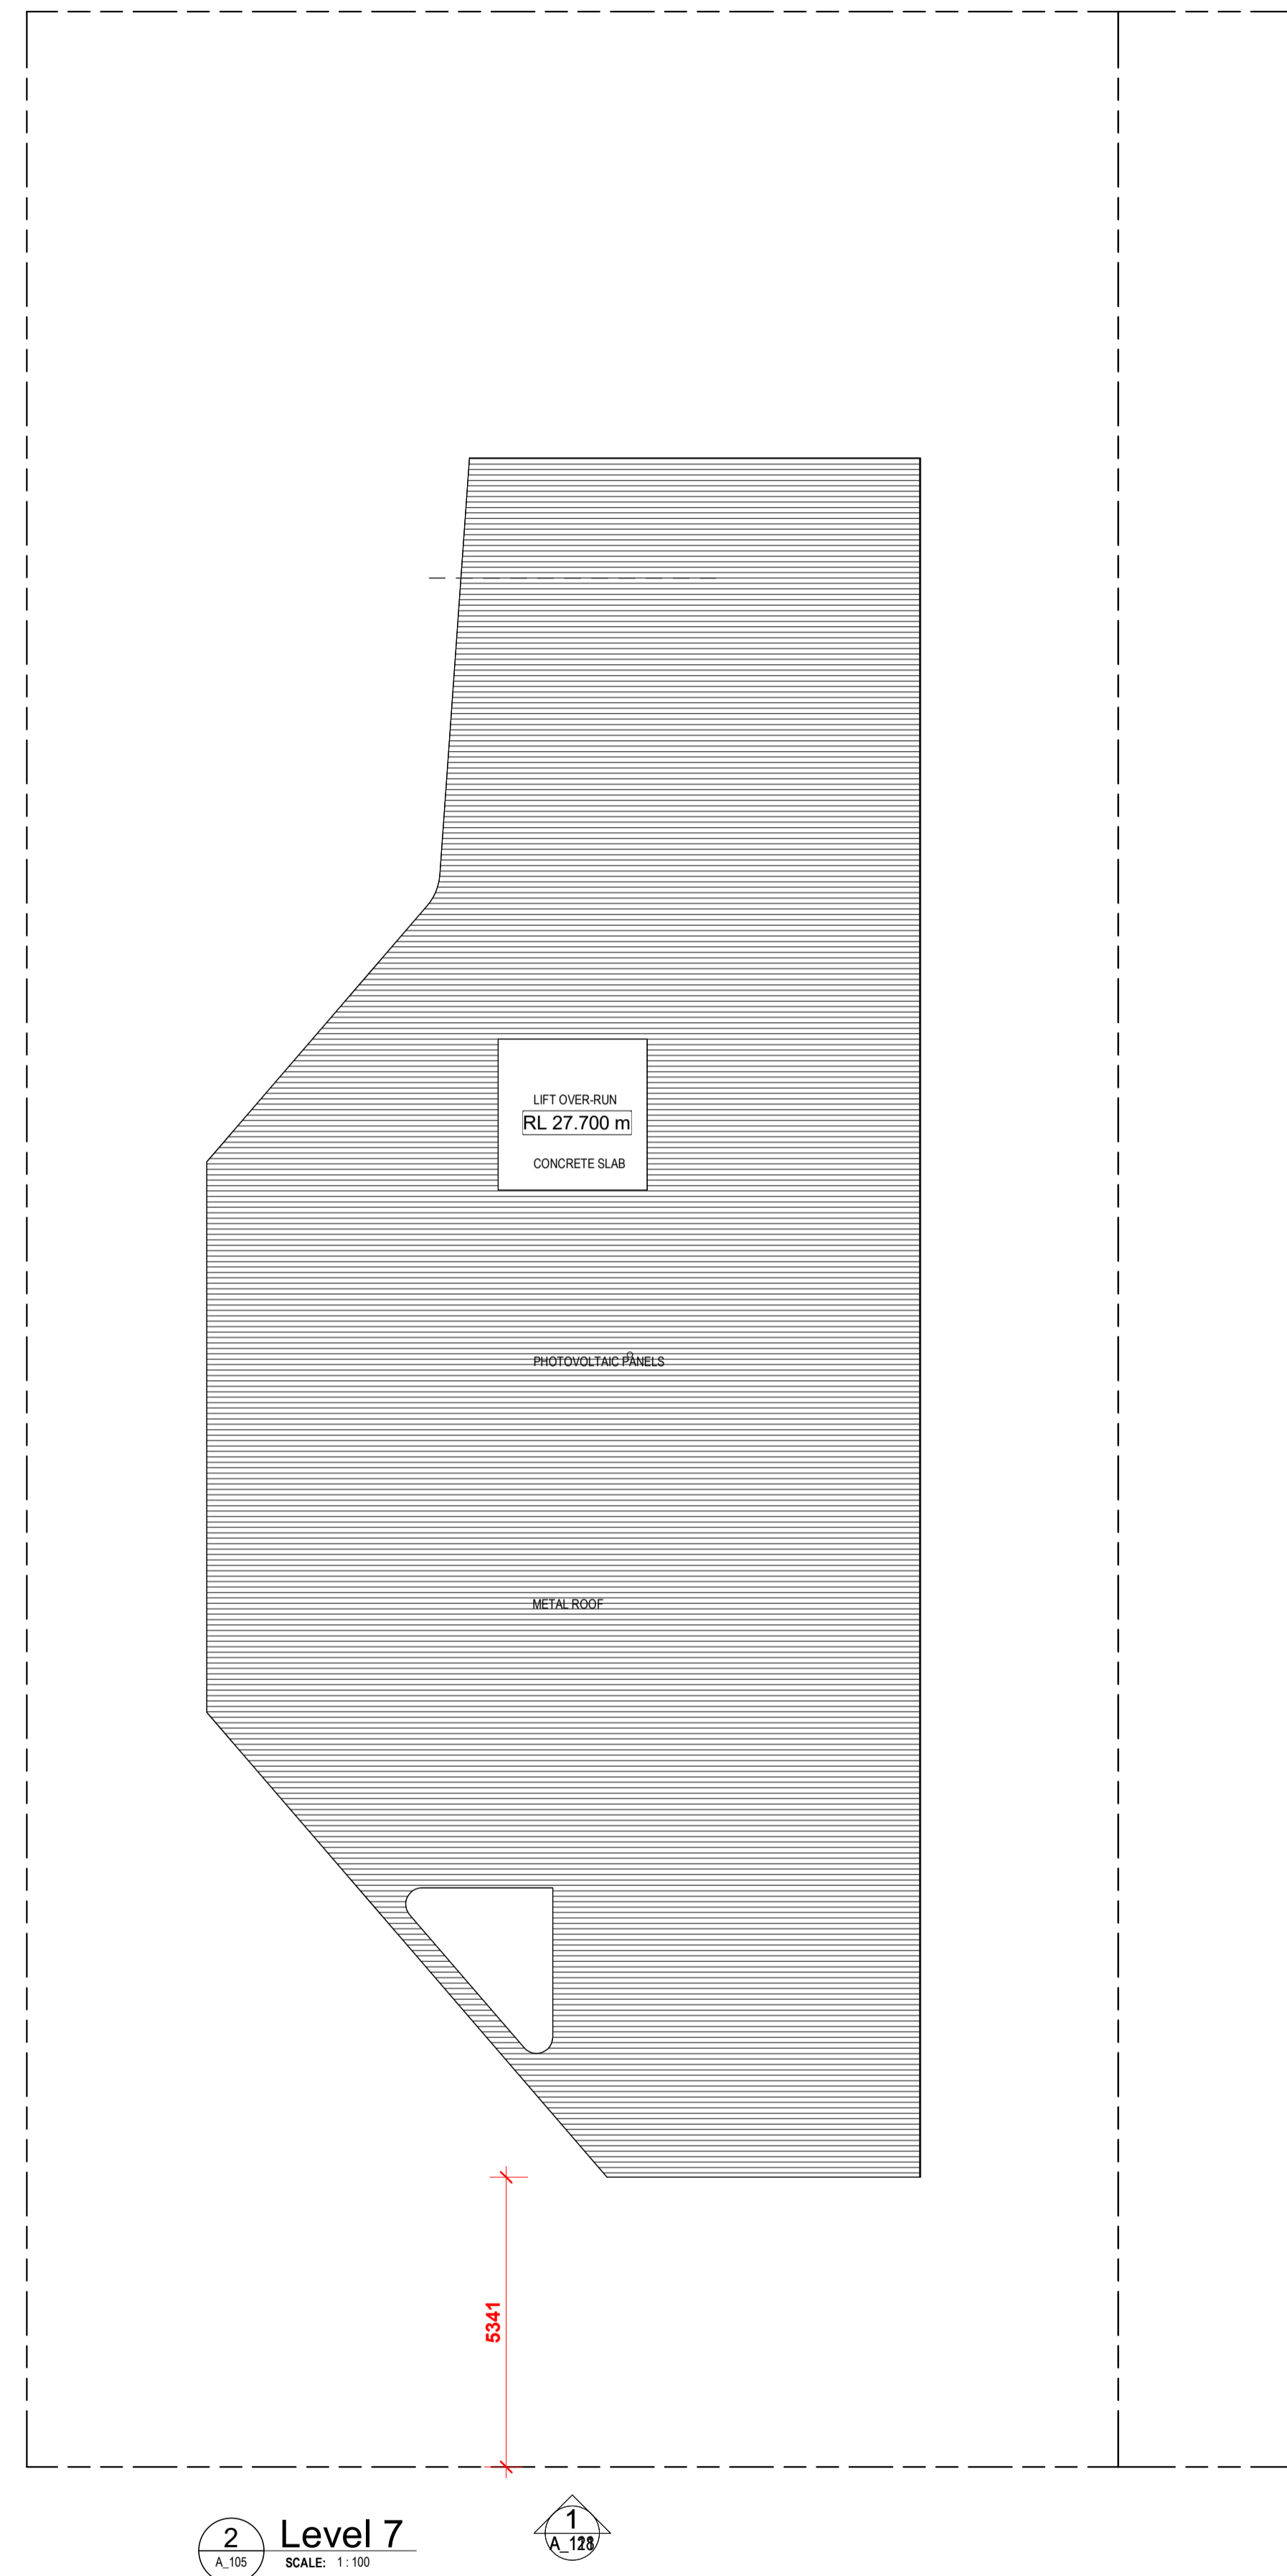 LIFT OVER-RUN
RL 27.700 m
CONCRETE SLAB
PHOTOVOLTAIC PANELS
METAL ROOF
5341
2
A_105
Level 7
SCALE: 1 : 100
1